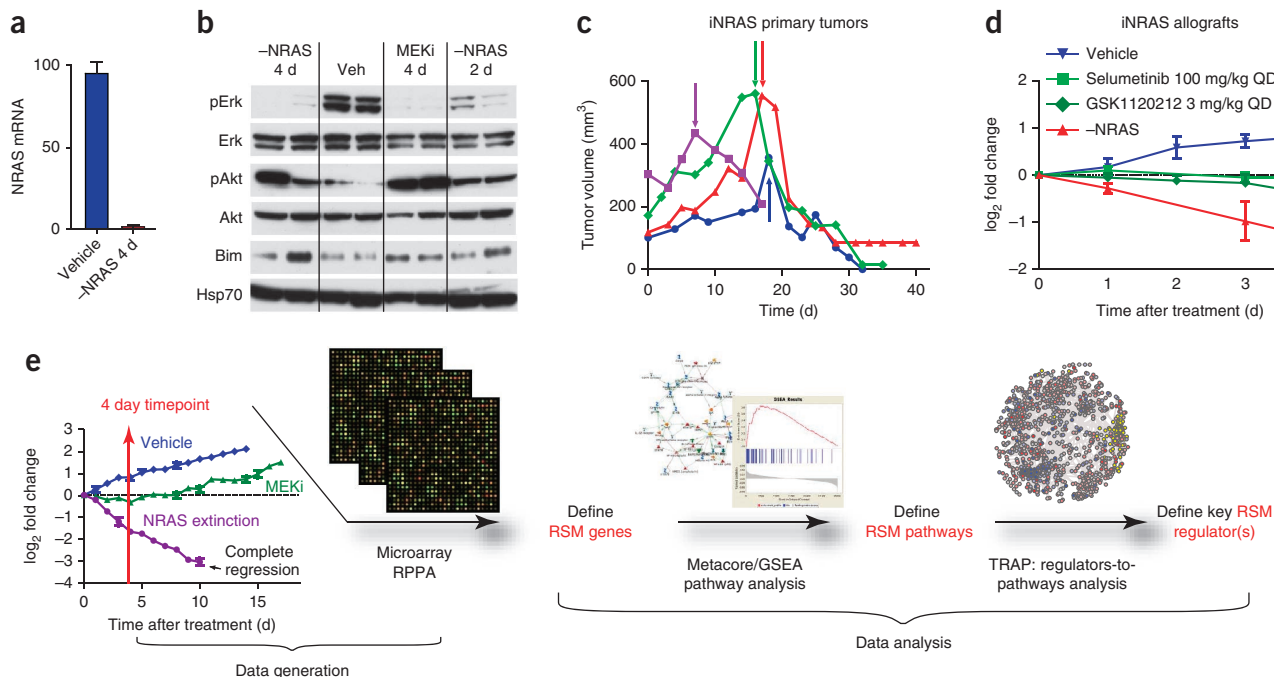 a
100
50
0
NRAS mRNA
Vehicle
–NRAS 4 d
b
–NRAS
4 d
Veh
MEKi
4 d
–NRAS
2 d
pErk
Erk
pAkt
Akt
Bim
Hsp70
c
iNRAS primary tumors
600
400
200
0
Tumor volume (mm³)
0 10 20 30 40
Time (d)
d
iNRAS allografts
Vehicle
Selumetinib 100 mg/kg QD
GSK1120212 3 mg/kg QD
–NRAS
2
1
0
–1
–2
log₂ fold change
1 2 3
Time after treatment (d)
e
4 day timepoint
3
2
1
0
–1
–2
–3
–4
log₂ fold change
Vehicle
MEKi
NRAS extinction
Complete
regression
0 5 10 15
Time after treatment (d)
Data generation
Microarray
RPPA
Define
RSM genes
GSEA Results
Metacore/GSEA
pathway analysis
Define
RSM pathways
TRAP: regulators-to-
pathways analysis
Define key RSM
regulator(s)
Data analysis